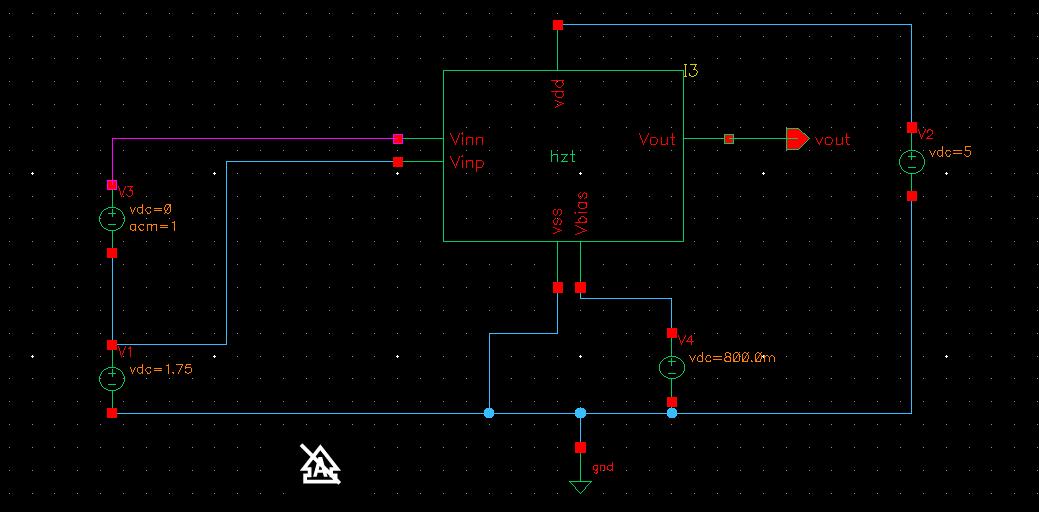 I3
vdd
Vinn
Vinp
hzt
Vout
vout
V2
vdc=5
V3
vdc=0
acm=1
vss
Vbias
V1
vdc=1.75
V4
vdc=800.0m
gnd
A